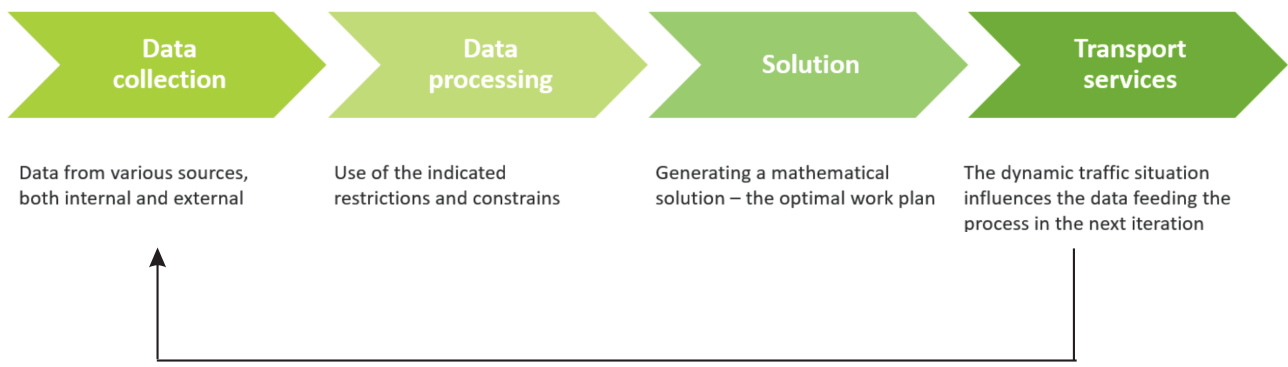 Data
collection
Data
processing
Solution
Transport
services
Data from various sources,
both internal and external
Use of the indicated
restrictions and constrains
Generating a mathematical
solution – the optimal work plan
The dynamic traffic situation
influences the data feeding the
process in the next iteration